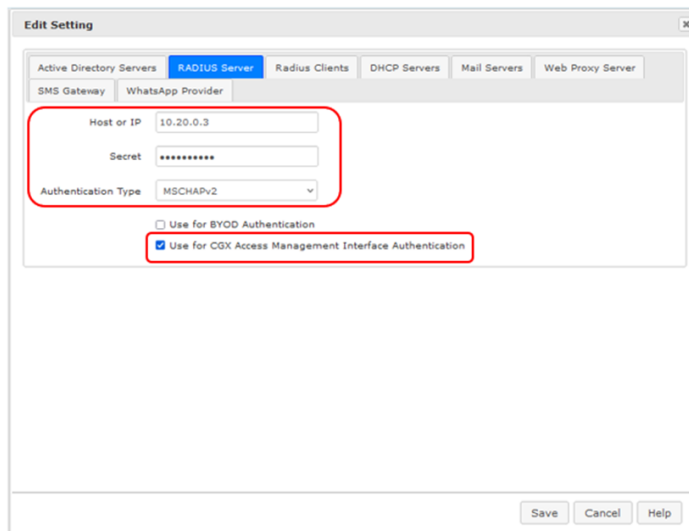 Edit Setting
Active Directory Servers RADIUS Server Radius Clients DHCP Servers Mail Servers Web Proxy Server
SMS Gateway WhatsApp Provider
Host or IP 10.20.0.3
Secret ••••••••••
Authentication Type MSCHAPv2
Use for BYOD Authentication
Use for CGX Access Management Interface Authentication
Save Cancel Help